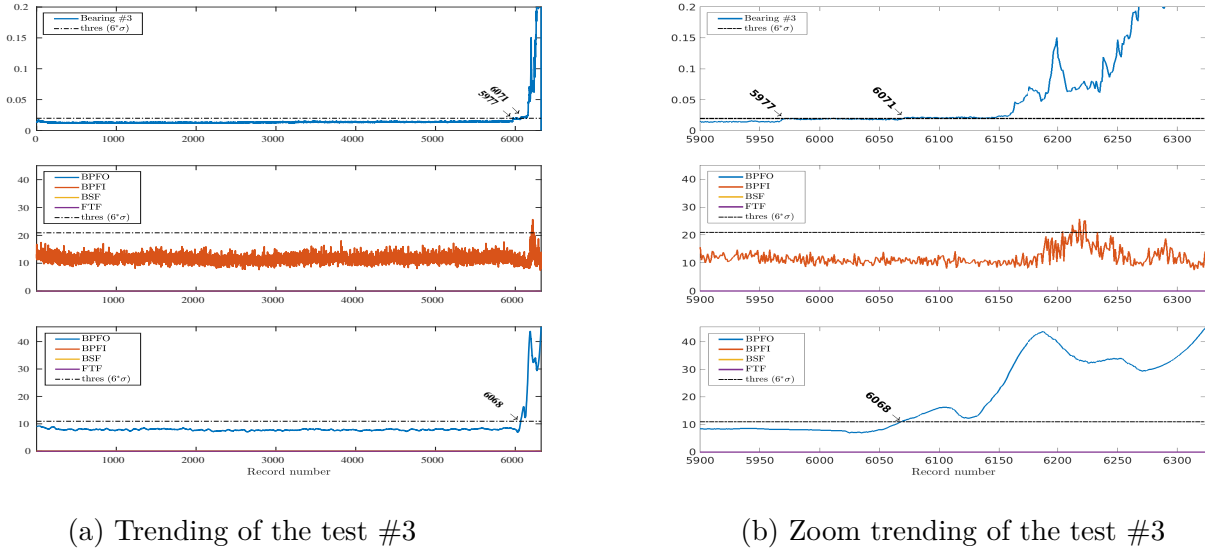 0.2
0.15
0.1
0.05
0
Bearing #3
thres (6*σ)
6071
5977
0 1000 2000 3000 4000 5000 6000
40
30
20
10
0
BPFO
BPFI
BSF
FTF
thres (6*σ)
1000 2000 3000 4000 5000 6000
40
30
20
10
0
BPFO
BPFI
BSF
FTF
thres (6*σ)
6068
1000 2000 3000 4000 5000 6000
Record number
(a) Trending of the test #3
0.2
0.15
0.1
0.05
0
Bearing #3
thres (6*σ)
5977
6071
5900 5950 6000 6050 6100 6150 6200 6250 6300
40
30
20
10
0
BPFO
BPFI
BSF
FTF
thres (6*σ)
5900 5950 6000 6050 6100 6150 6200 6250 6300
40
30
20
10
0
BPFO
BPFI
BSF
FTF
thres (6*σ)
6068
5900 5950 6000 6050 6100 6150 6200 6250 6300
Record number
(b) Zoom trending of the test #3